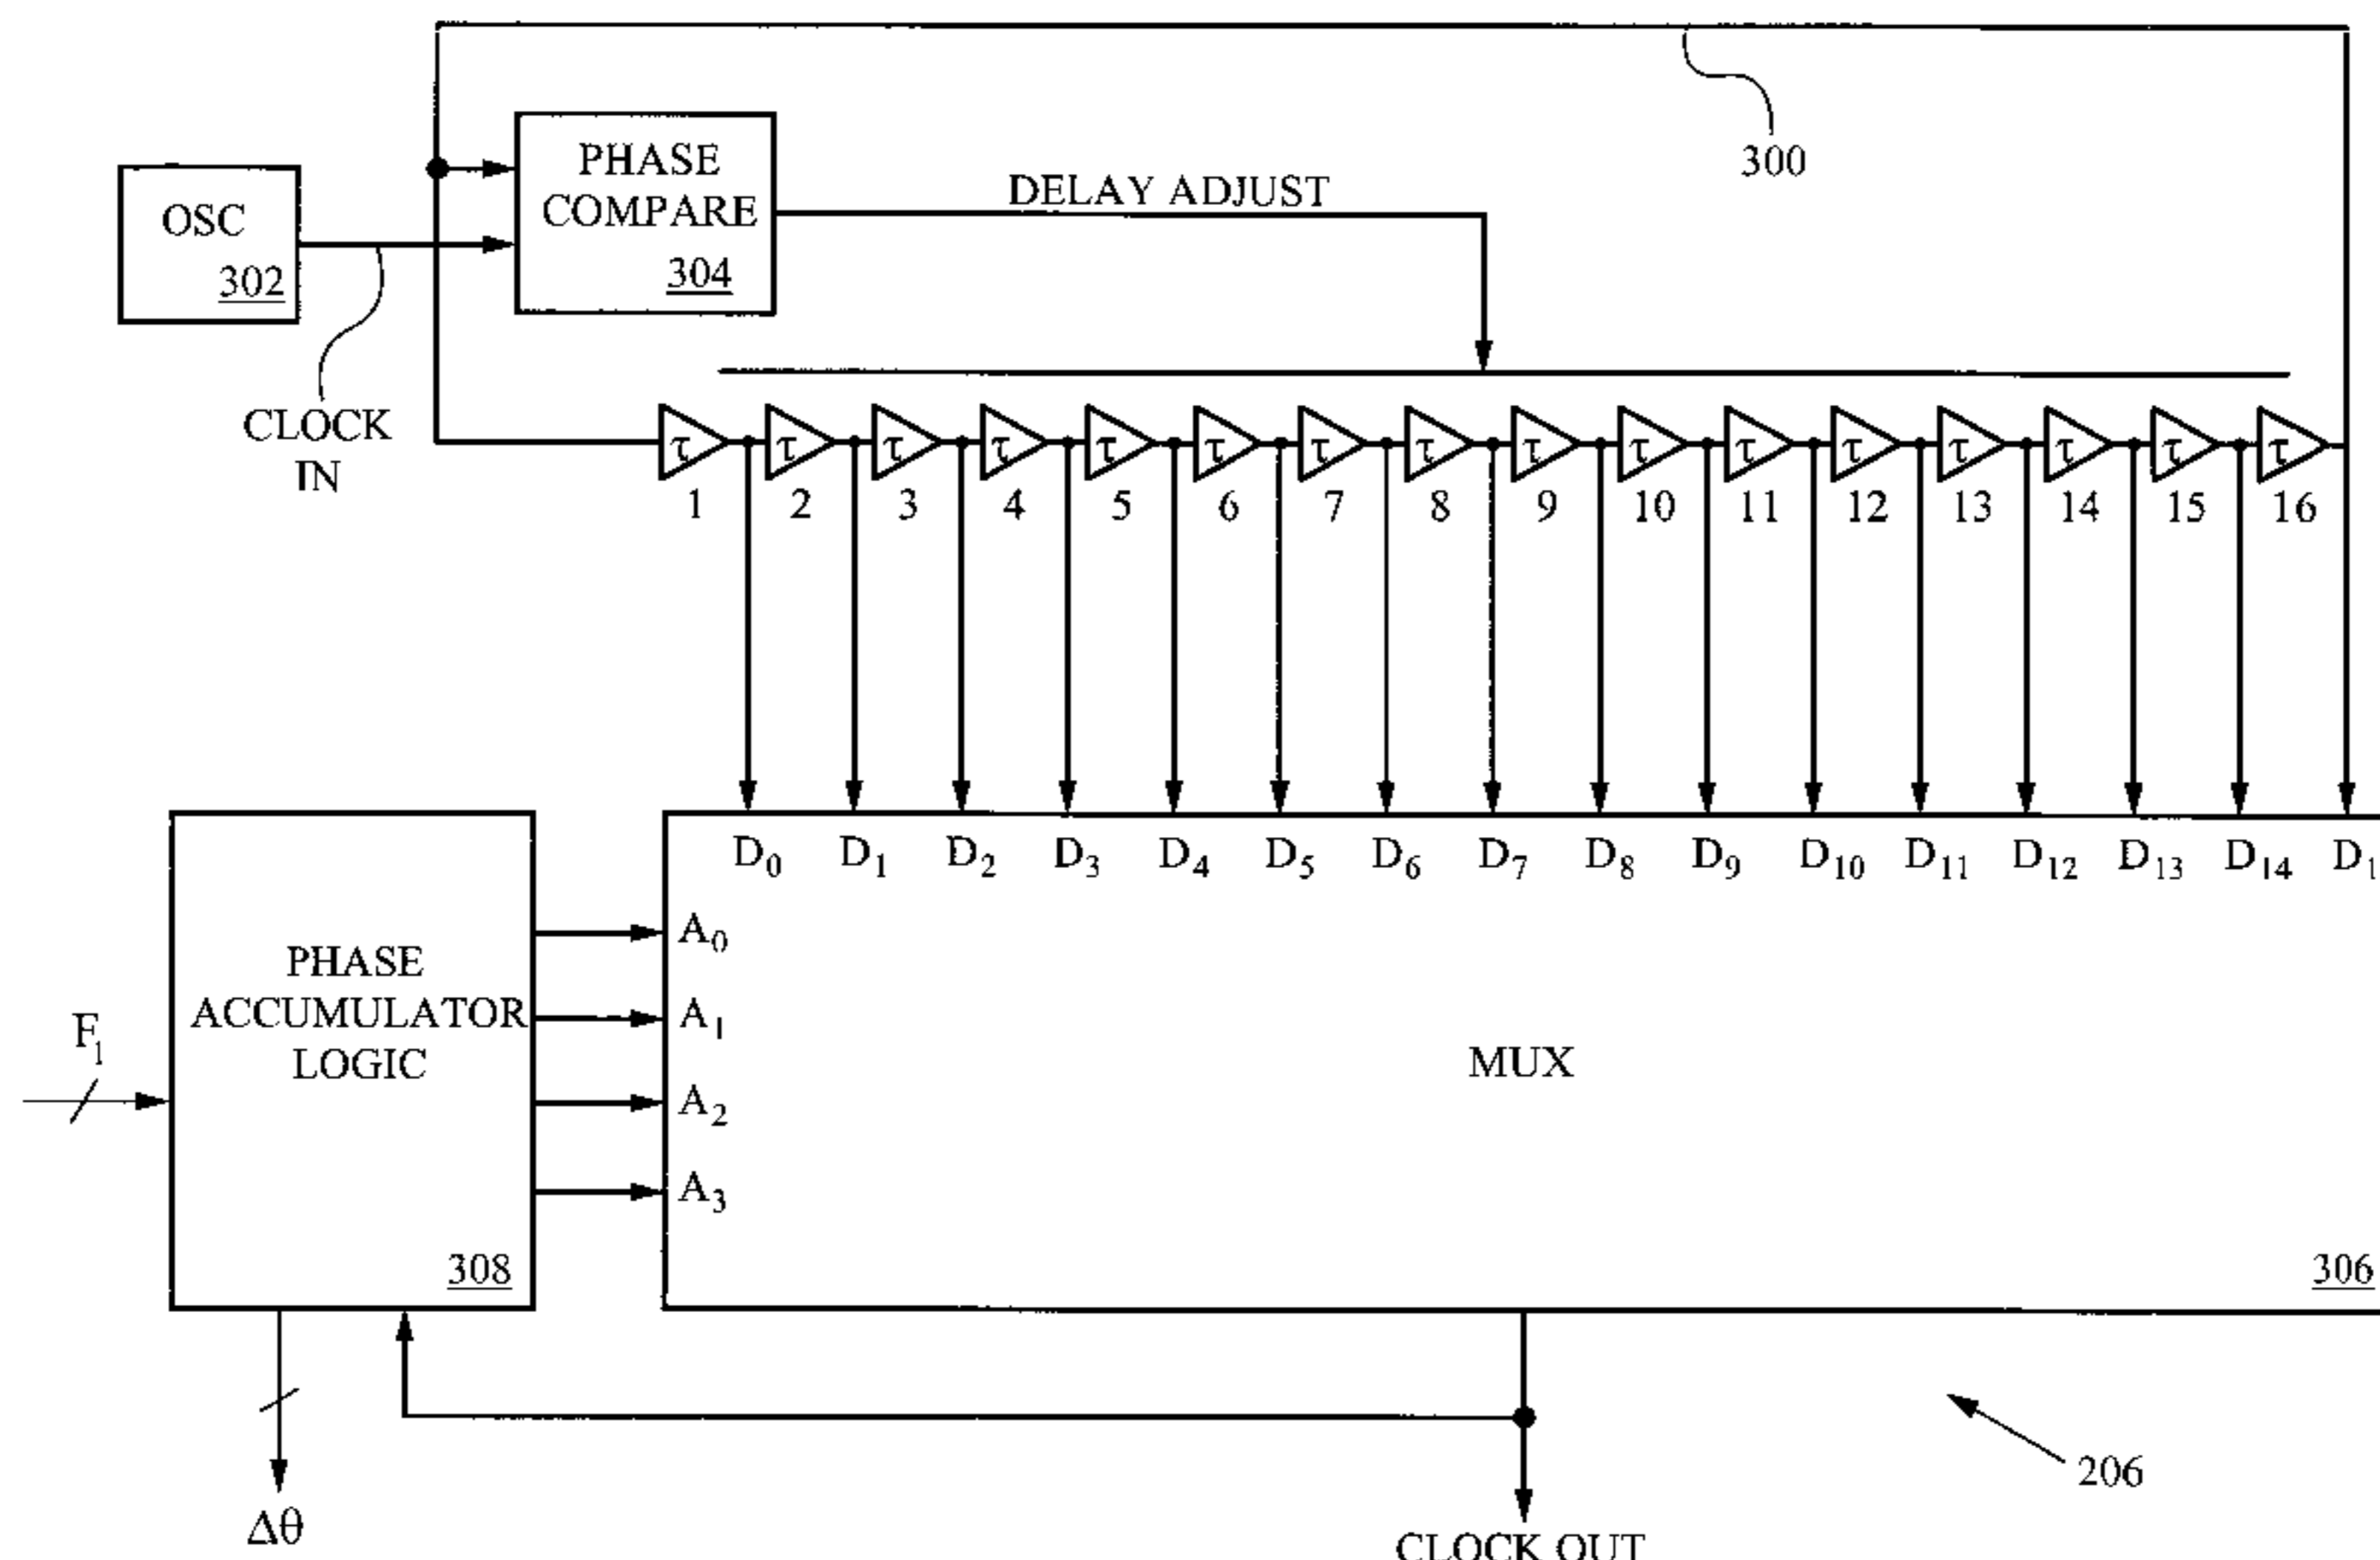 300
PHASE
COMPARE
304
OSC
302
DELAY ADJUST
CLOCK
IN
τ τ τ τ τ τ τ τ τ τ τ τ τ τ τ τ
1 2 3 4 5 6 7 8 9 10 11 12 13 14 15 16
D0 D1 D2 D3 D4 D5 D6 D7 D8 D9 D10 D11 D12 D13 D14 D1
A0
A1
A2
A3
PHASE
ACCUMULATOR
LOGIC
308
F1
MUX
306
206
Δθ
CLOCK OUT